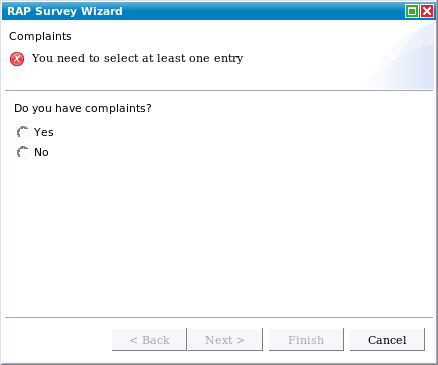 RAP Survey Wizard
Complaints
You need to select at least one entry
Do you have complaints?
Yes
No
< Back Next > Finish Cancel